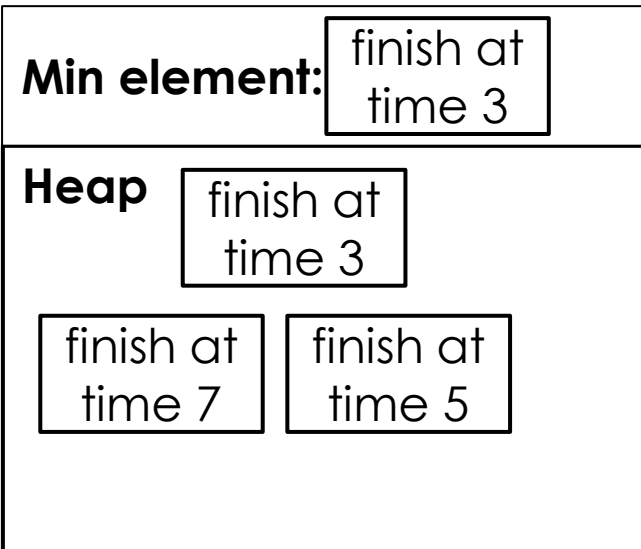 Min element:
finish at
time 3
Heap
finish at
time 3
finish at
time 7
finish at
time 5